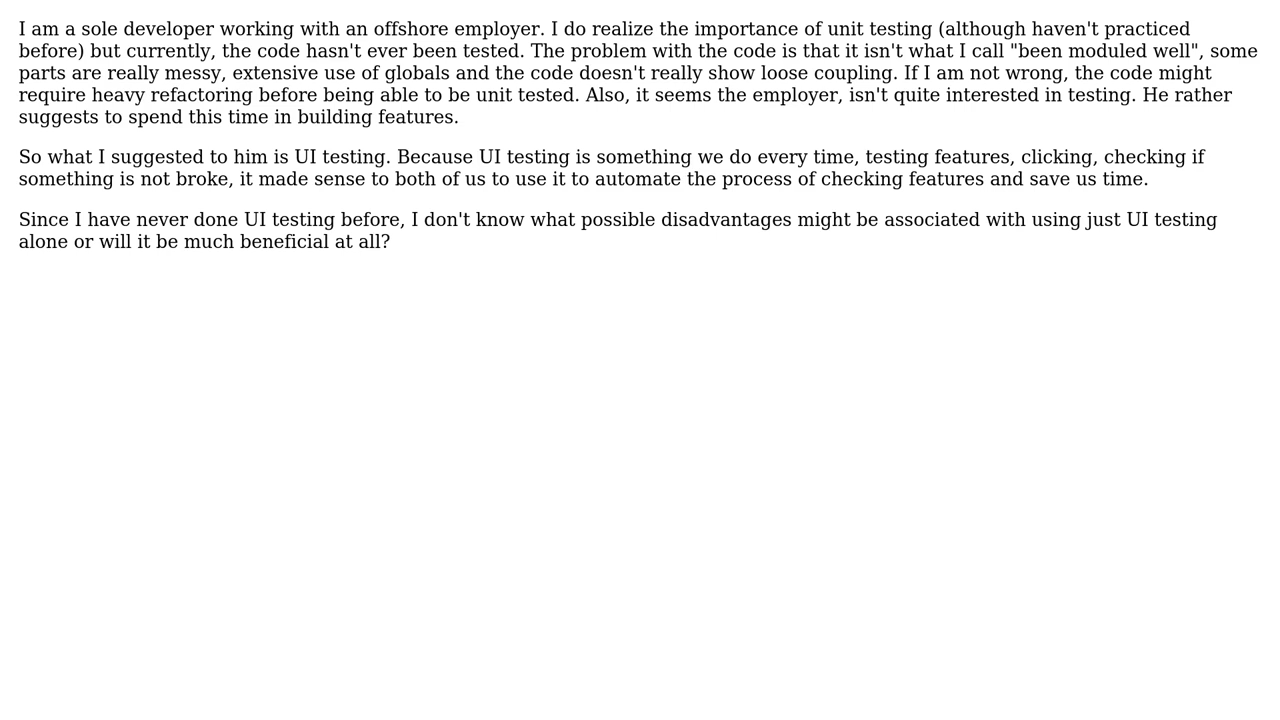 I am a sole developer working with an offshore employer. I do realize the importance of unit testing (although haven't practiced
before) but currently, the code hasn't ever been tested. The problem with the code is that it isn't what I call "been moduled well", some
parts are really messy, extensive use of globals and the code doesn't really show loose coupling. If I am not wrong, the code might
require heavy refactoring before being able to be unit tested. Also, it seems the employer, isn't quite interested in testing. He rather
suggests to spend this time in building features.
So what I suggested to him is UI testing. Because UI testing is something we do every time, testing features, clicking, checking if
something is not broke, it made sense to both of us to use it to automate the process of checking features and save us time.
Since I have never done UI testing before, I don't know what possible disadvantages might be associated with using just UI testing
alone or will it be much beneficial at all?